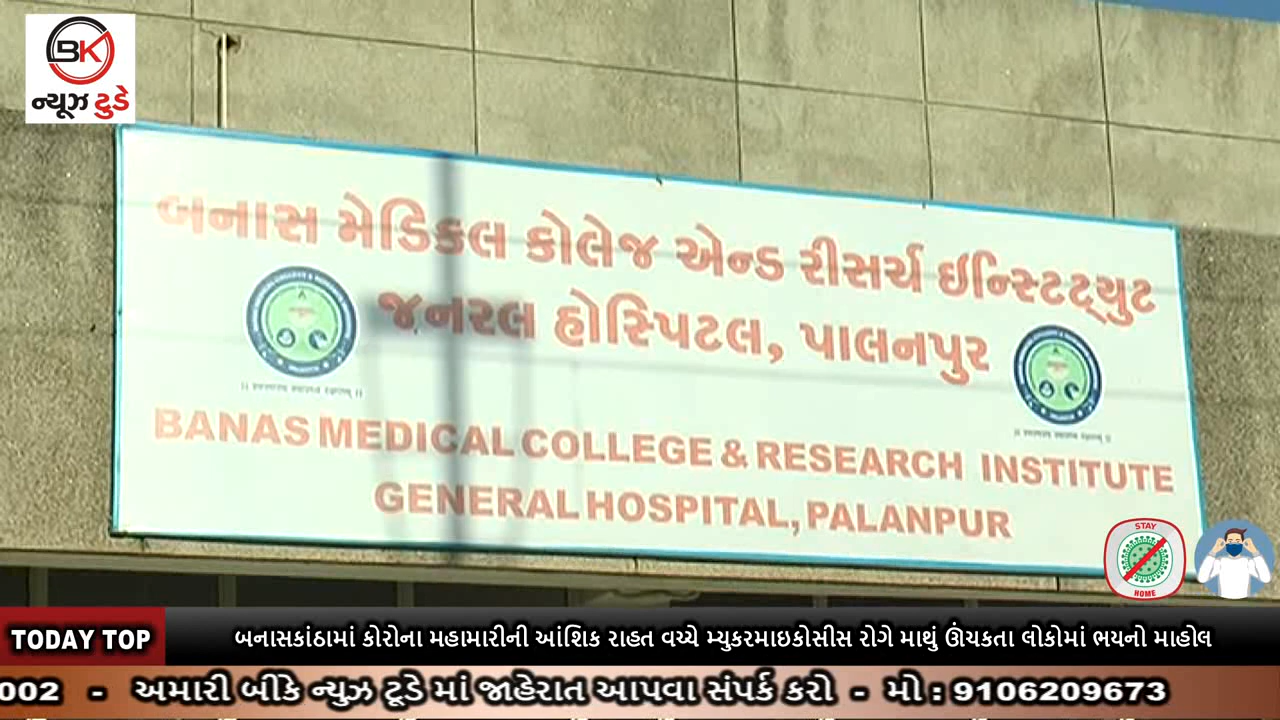 BK
ન્યૂઝ ટુડે
બનાસ મેડિકલ કોલેજ એન્ડ રીસર્ચ ઇન્સ્ટિટ્યુટ
જનરલ હોસ્પિટલ, પાલનપુર
BANAS MEDICAL COLLEGE & RESEARCH INSTITUTE
GENERAL HOSPITAL, PALANPUR
STAY
HOME
TODAY TOP
બનાસકાંઠામાં કોરોના મહામારીની આંશિક રાહત વચ્ચે મ્યુકરમાઇકોસીસ રોગે માથું ઊંચકતા લોકોમાં ભયનો માહોલ
002 - અમારી બીકે ન્યુઝ ટૂડે માં જાહેરાત આપવા સંપર્ક કરો - મો : 9106209673